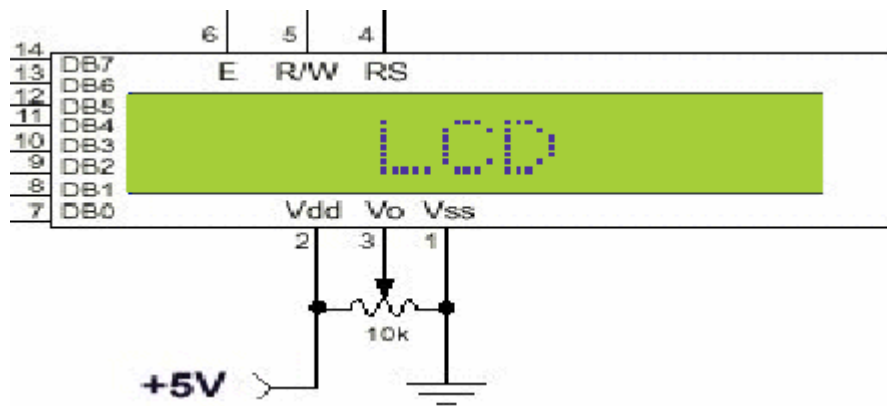 6 5 4
14 DB7 E R/W RS
13 DB6
12 DB5
11 DB4
10 DB3
9 DB2
8 DB1
7 DB0
LCD
Vdd Vo Vss
2 3 1
10k
+5V